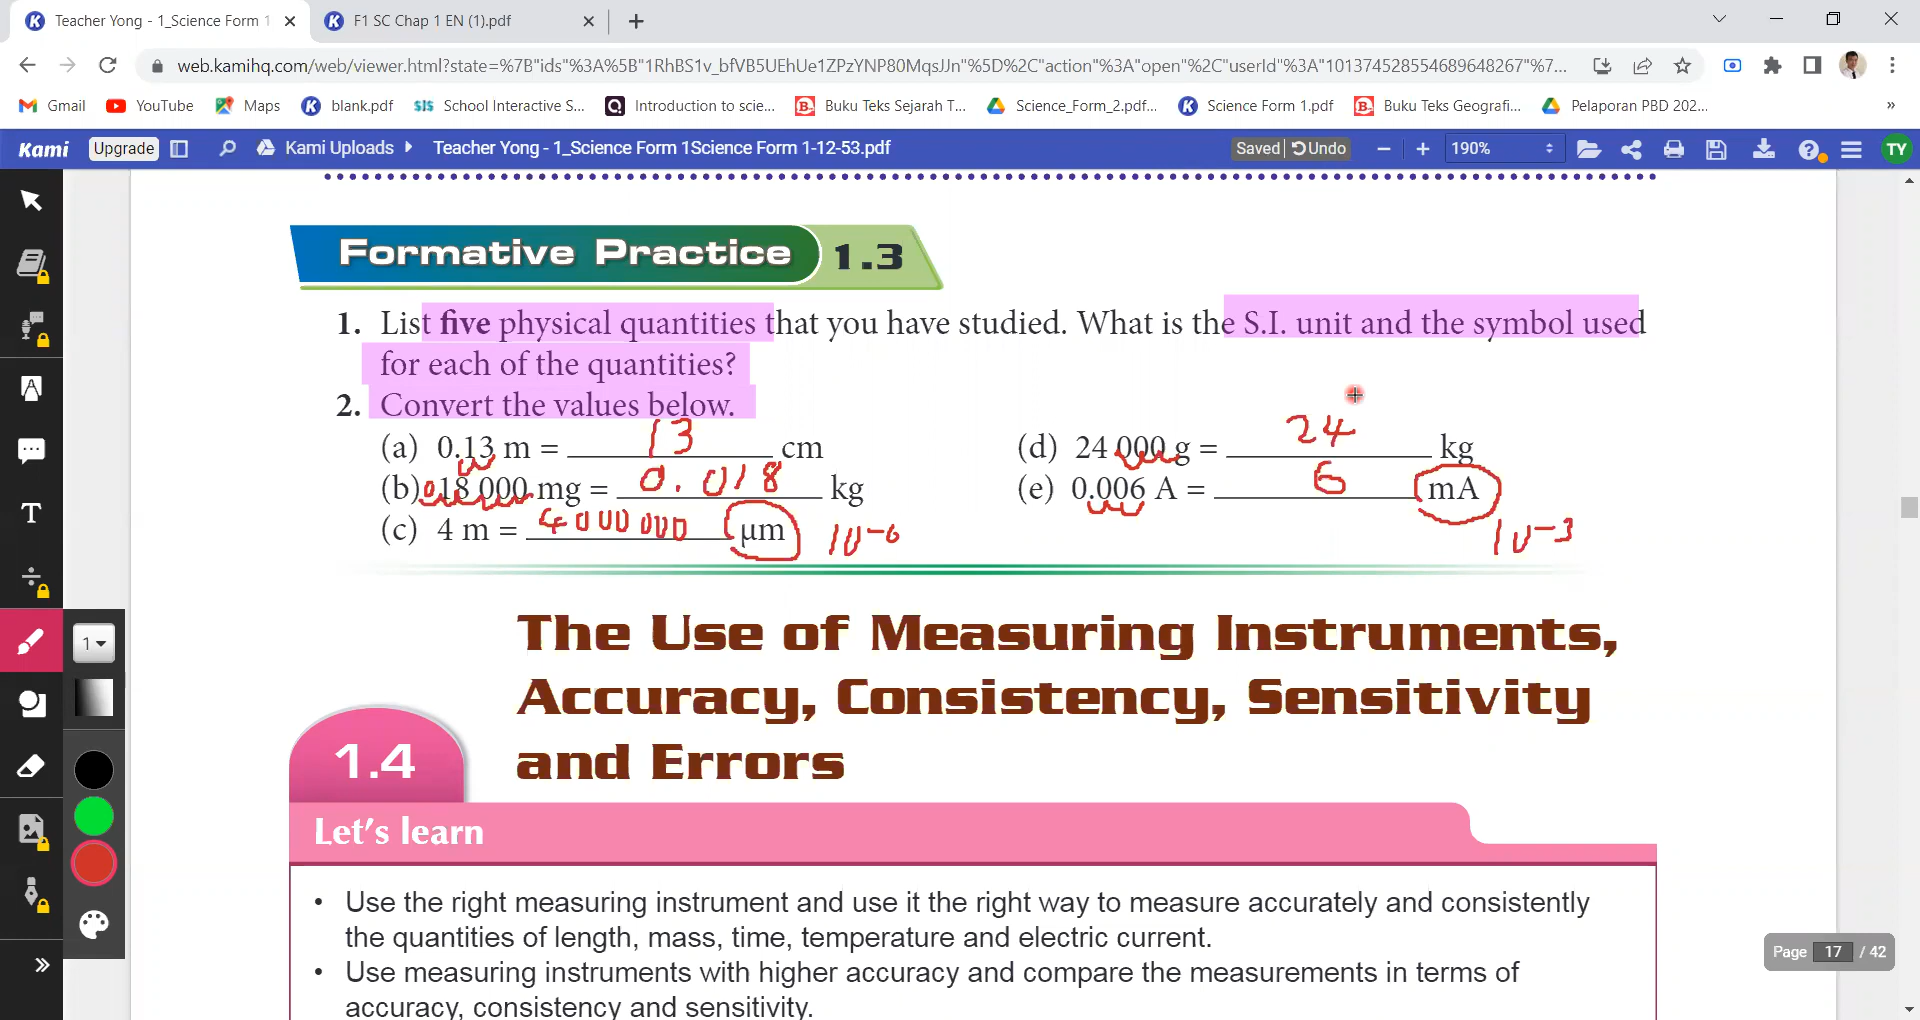 Teacher Yong - 1_Science Form 1
F1 SC Chap 1 EN (1).pdf
web.kamihq.com/web/viewer.html?state=%7B"ids"%3A%5B"1RhBS1v_bfVB5UEhUe1ZPzYNP80MqsJJn"%5D%2C"action"%3A"open"%2C"userId"%3A"101374528554689648267"%7...
Gmail YouTube Maps blank.pdf School Interactive S... Introduction to scie... Buku Teks Sejarah T... Science_Form_2.pdf... Science Form 1.pdf Buku Teks Geografi... Pelaporan PBD 202... »
Kami Upgrade Kami Uploads Teacher Yong - 1_Science Form 1Science Form 1-12-53.pdf Saved Undo 190% TY
Formative Practice 1.3
1. List five physical quantities that you have studied. What is the S.I. unit and the symbol used
for each of the quantities?
2. Convert the values below.
(a) 0.13 m = 13 cm
(b) 0.18 000 mg = 0.018 kg
(c) 4 m = 4000 000 µm 10-6
(d) 24 000 g = 24 kg
(e) 0.006 A = 6 mA
10-3
1.4
The Use of Measuring Instruments,
Accuracy, Consistency, Sensitivity
and Errors
Let's learn
• Use the right measuring instrument and use it the right way to measure accurately and consistently
the quantities of length, mass, time, temperature and electric current.
• Use measuring instruments with higher accuracy and compare the measurements in terms of
accuracy, consistency and sensitivity.
1
Page 17 / 42